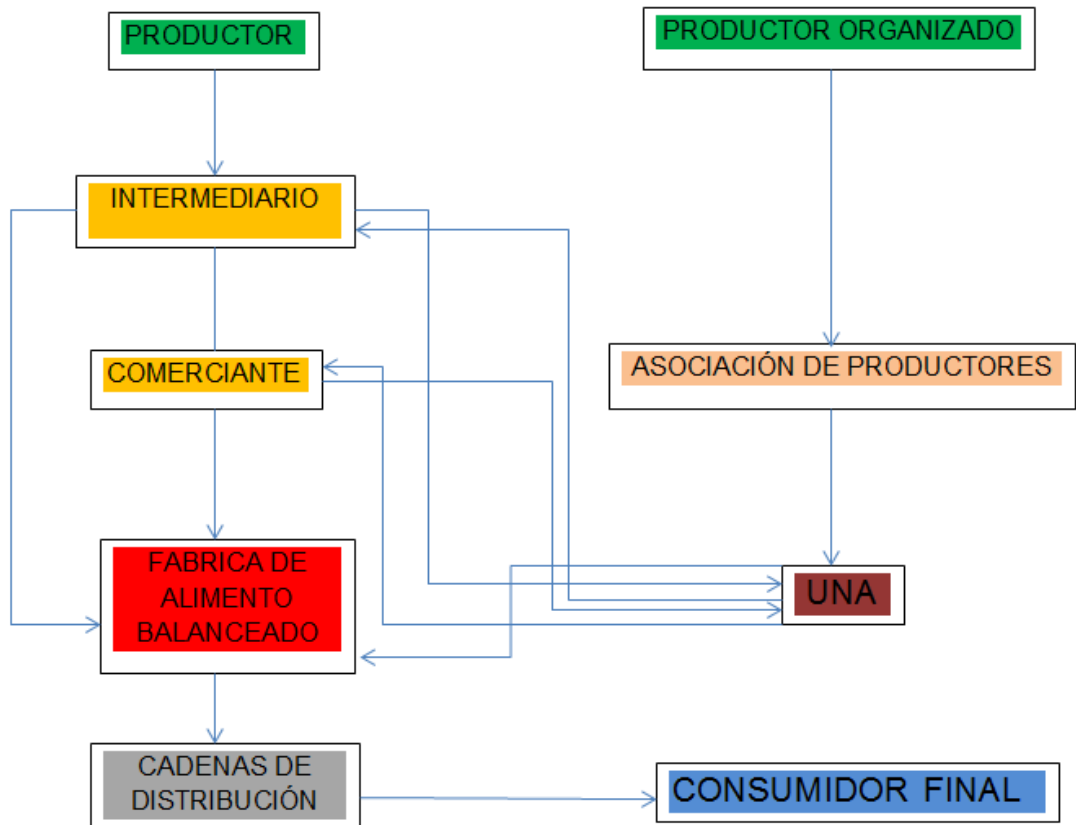 PRODUCTOR
PRODUCTOR ORGANIZADO
INTERMEDIARIO
COMERCIANTE
ASOCIACIÓN DE PRODUCTORES
FABRICA DE
ALIMENTO
BALANCEADO
UNA
CADENAS DE
DISTRIBUCIÓN
CONSUMIDOR FINAL